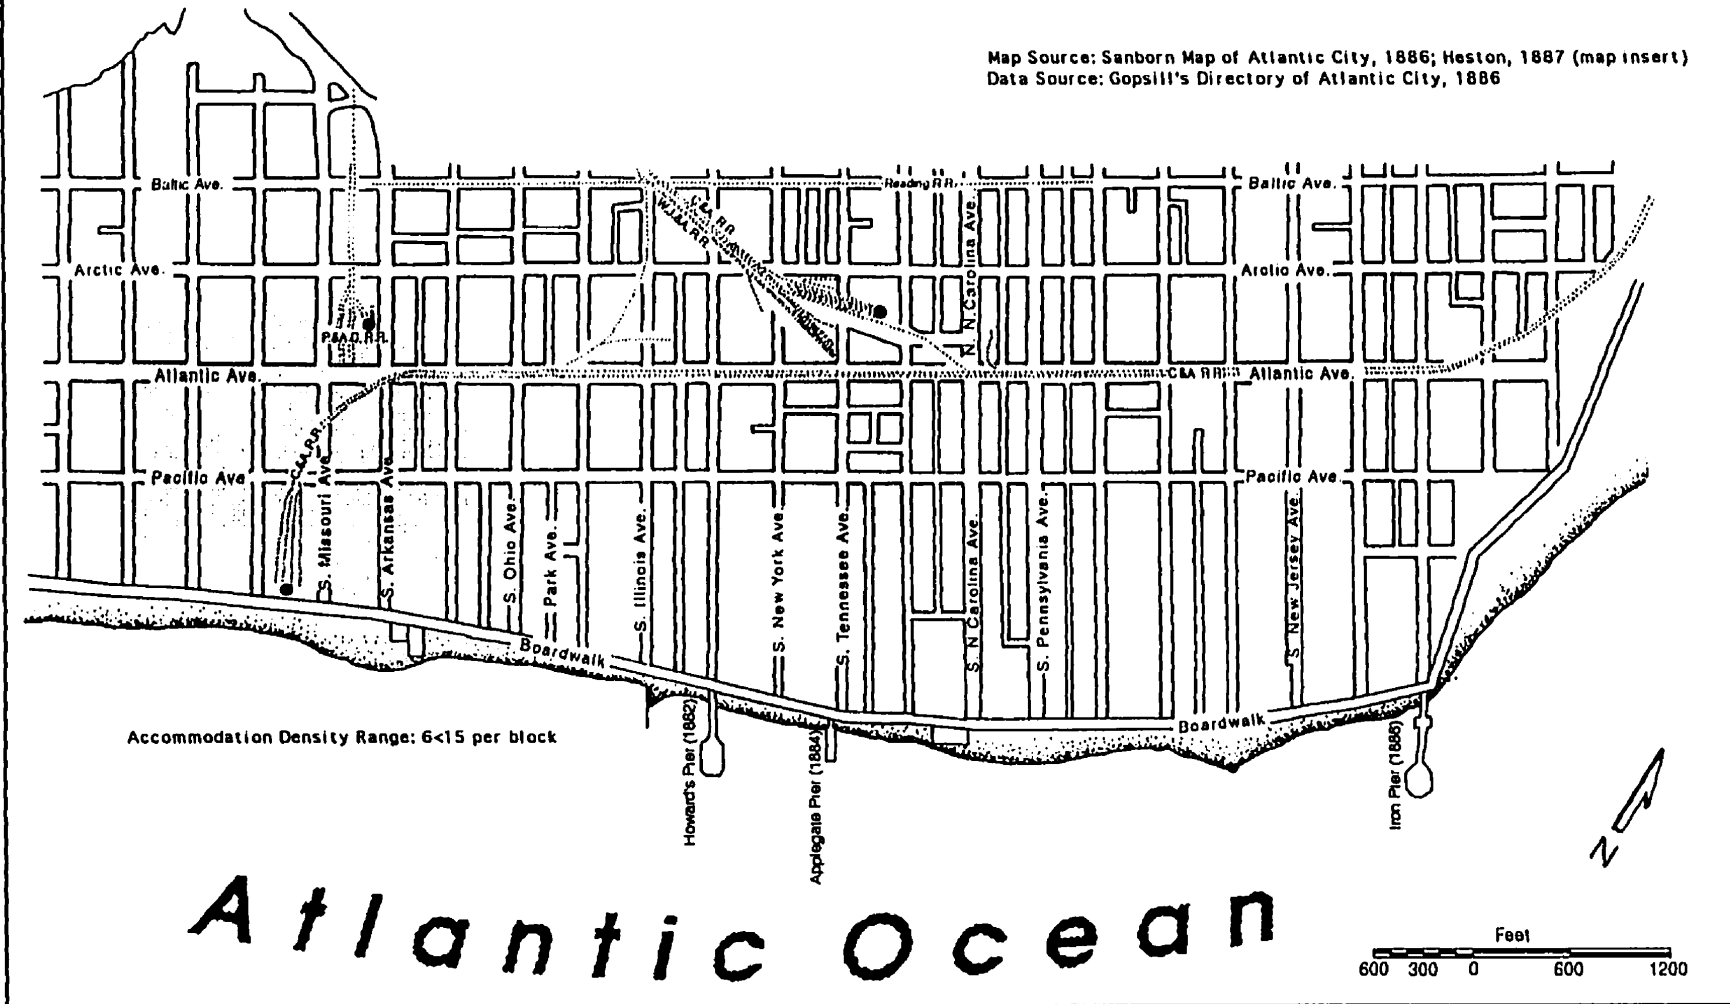 Map Source: Sanborn Map of Atlantic City, 1886; Heston, 1887 (map insert)
Data Source: Gopsill's Directory of Atlantic City, 1886
Baltic Ave.
Reading R.R.
Baltic Ave.
C&A. R.R.
W.J.&A. R.R.
N. Carolina Ave.
Arctic Ave.
Arctic Ave.
P.&A.C. R.R.
Atlantic Ave.
C&A R.R.
Atlantic Ave.
C&A. R.R.
Pacific Ave
Pacific Ave.
S. Missouri Ave.
S. Arkansas Ave.
S. Ohio Ave.
Park Ave.
S. Illinois Ave.
S. New York Ave.
S. Tennessee Ave.
S. N Carolina Ave.
S. Pennsylvania Ave.
S. New Jersey Ave.
Boardwalk
Boardwalk
Accommodation Density Range: 6<15 per block
Howard's Pier (1882)
Applegate Pier (1884)
Iron Pier (1886)
N
Atlantic Ocean
Feet
600 300 0 600 1200